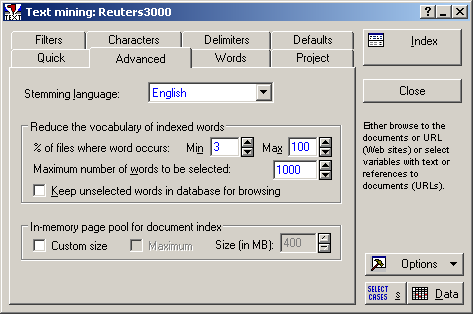 TEXT
Text mining: Reuters3000
Filters Characters Delimiters Defaults
Quick Advanced Words Project
Stemming language: English
Reduce the vocabulary of indexed words
% of files where word occurs: Min 3 Max 100
Maximum number of words to be selected: 1000
Keep unselected words in database for browsing
In-memory page pool for document index
Custom size Maximum Size (in MB): 400
Index
Close
Either browse to the
documents or URL
(Web sites) or select
variables with text or
references to
documents (URLs).
Options
SELECT
CASES S
Data